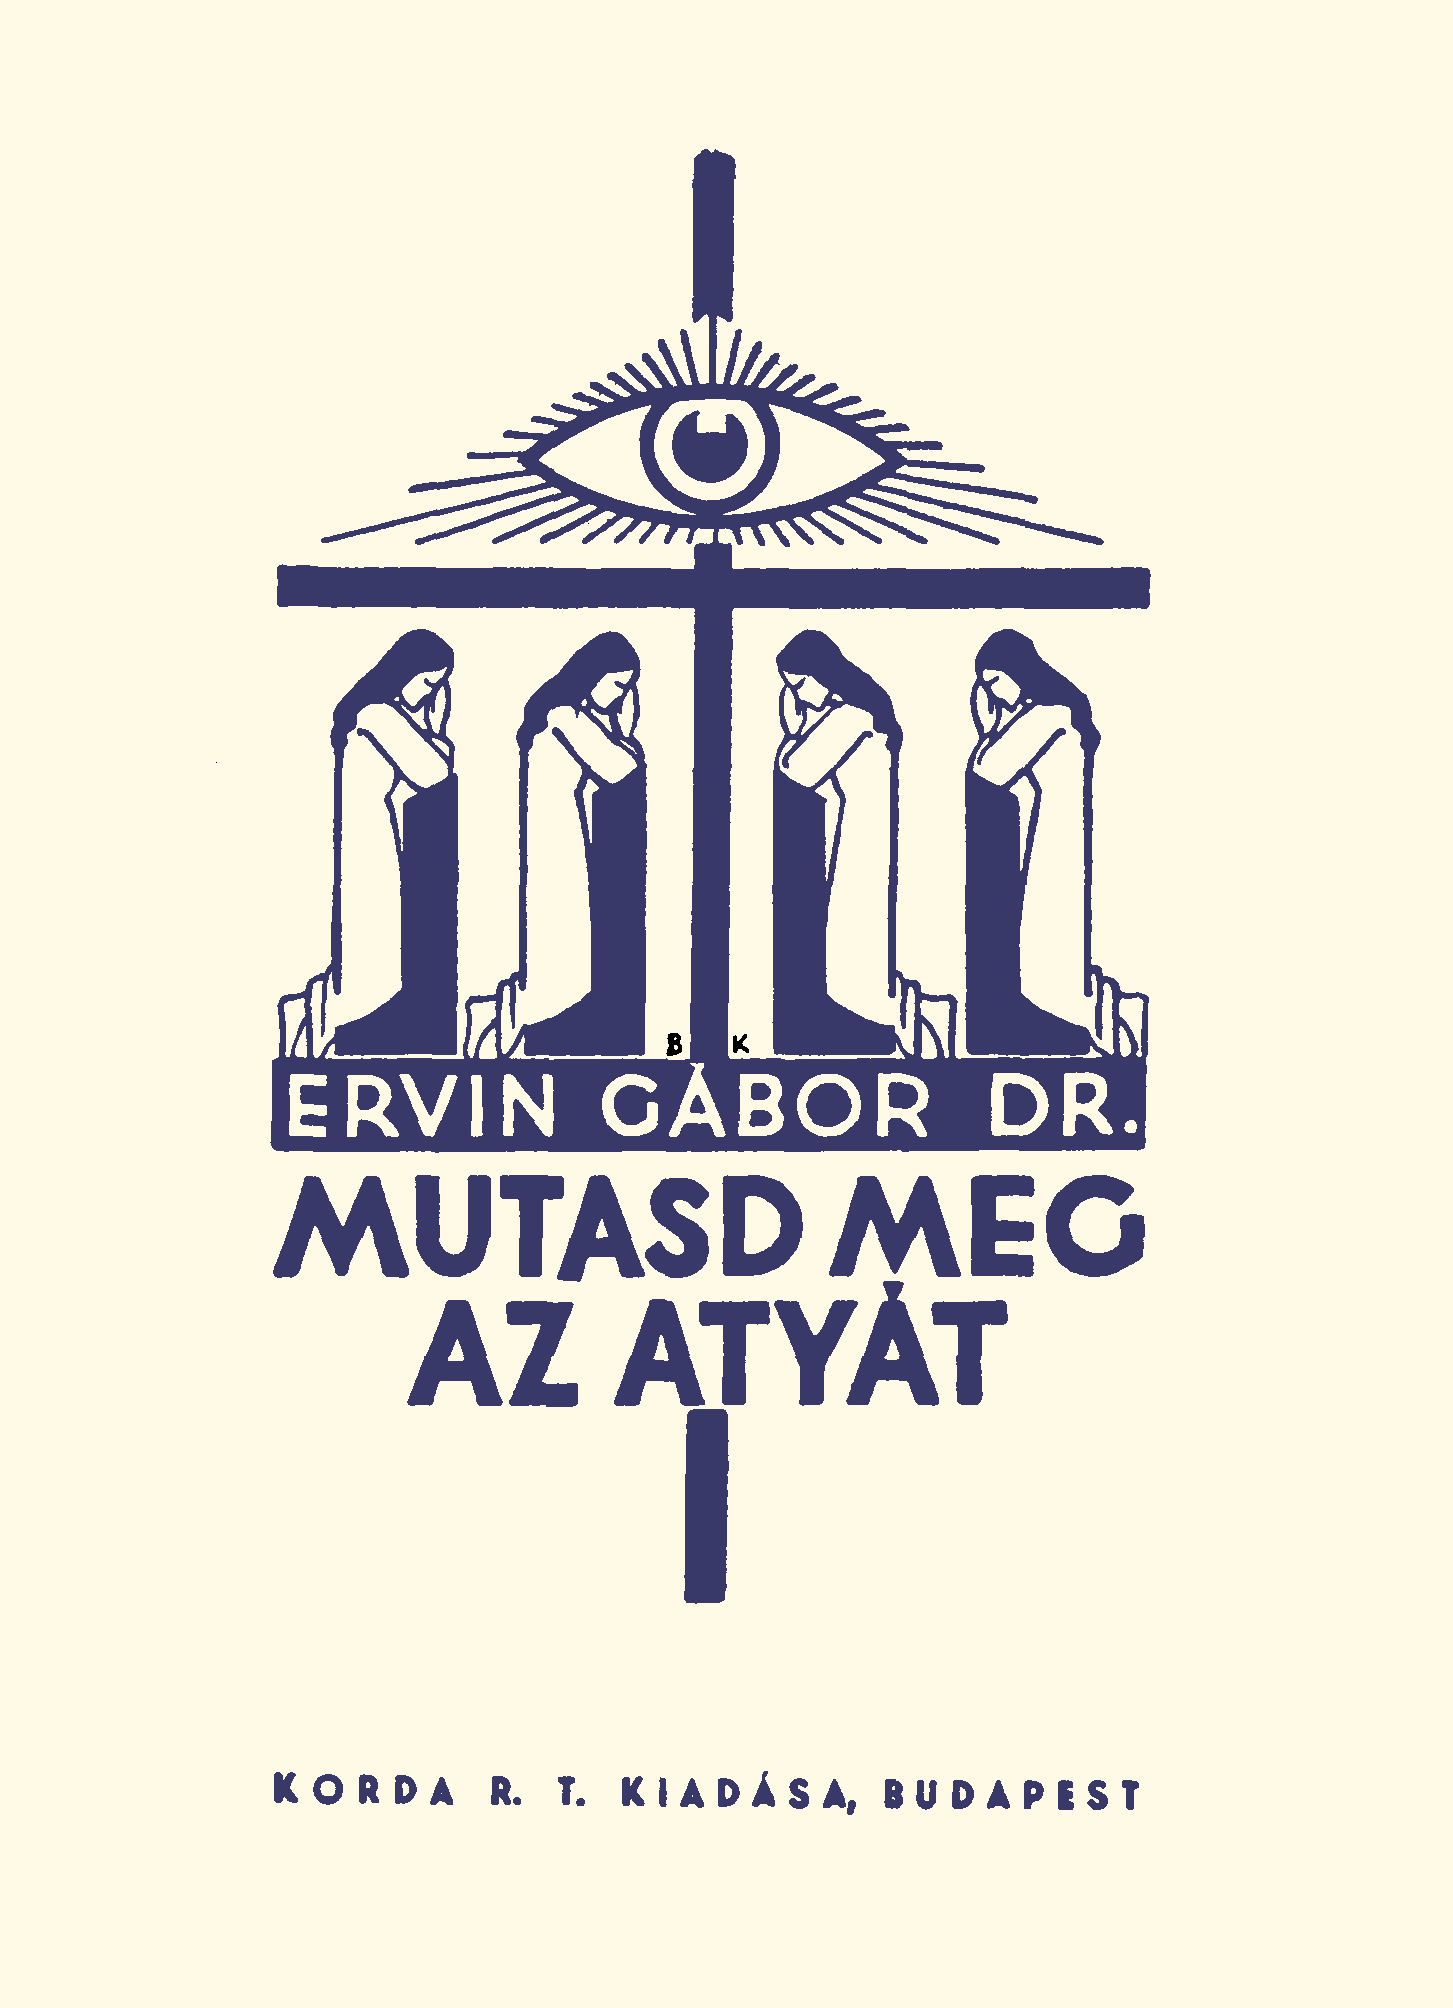 B K
ERVIN GÁBOR DR.
MUTASD MEG
AZ ATYÁT
KORDA R. T. KIADÁSA, BUDAPEST